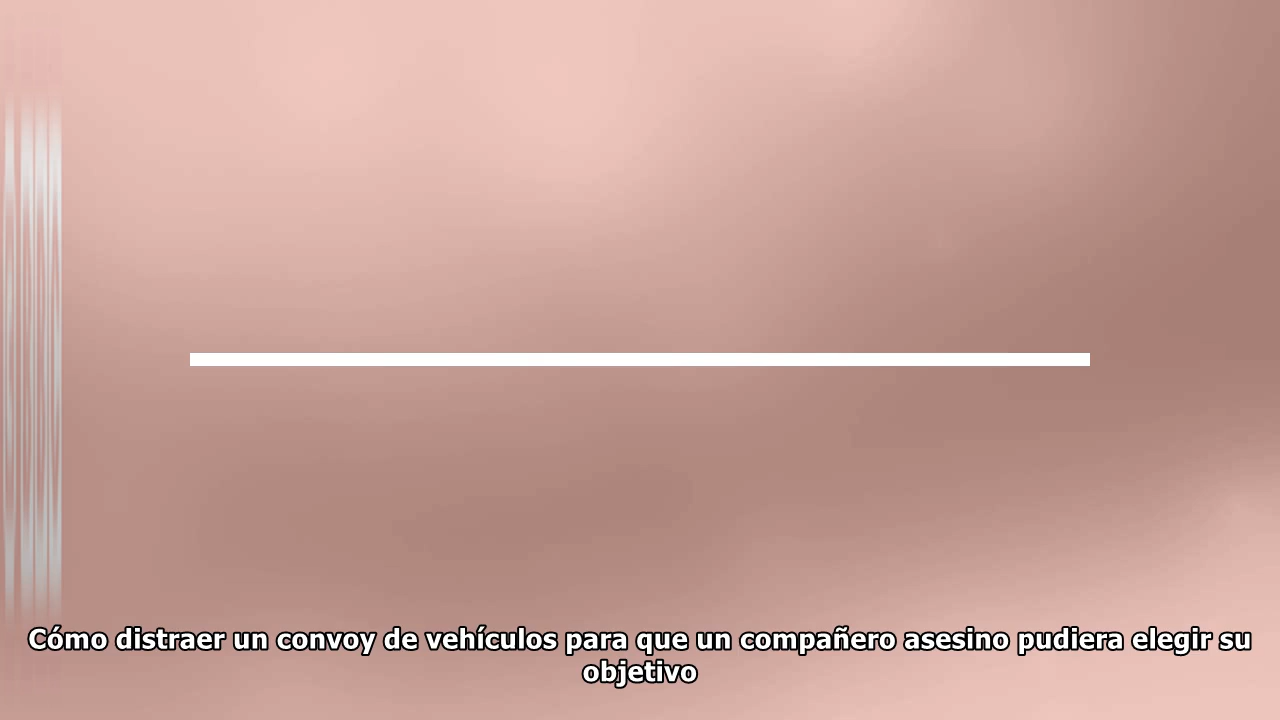 Cómo distraer un convoy de vehículos para que un compañero asesino pudiera elegir su
objetivo